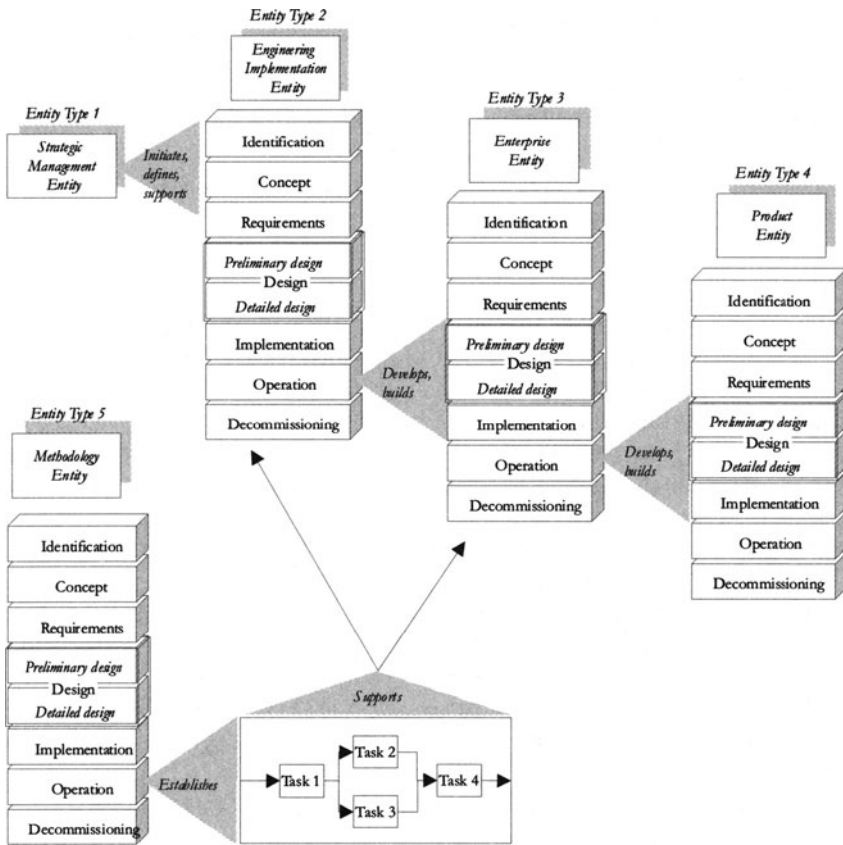 Entity Type 1
Strategic
Management
Entity
Initiates,
defines,
supports
Entity Type 2
Engineering
Implementation
Entity
Identification
Concept
Requirements
Preliminary design
Design
Detailed design
Implementation
Operation
Decommissioning
Develops,
builds
Entity Type 3
Enterprise
Entity
Identification
Concept
Requirements
Preliminary design
Design
Detailed design
Implementation
Operation
Decommissioning
Develops,
builds
Entity Type 4
Product
Entity
Identification
Concept
Requirements
Preliminary design
Design
Detailed design
Implementation
Operation
Decommissioning
Entity Type 5
Methodology
Entity
Identification
Concept
Requirements
Preliminary design
Design
Detailed design
Implementation
Operation
Decommissioning
Establishes
Supports
Task 1
Task 2
Task 3
Task 4